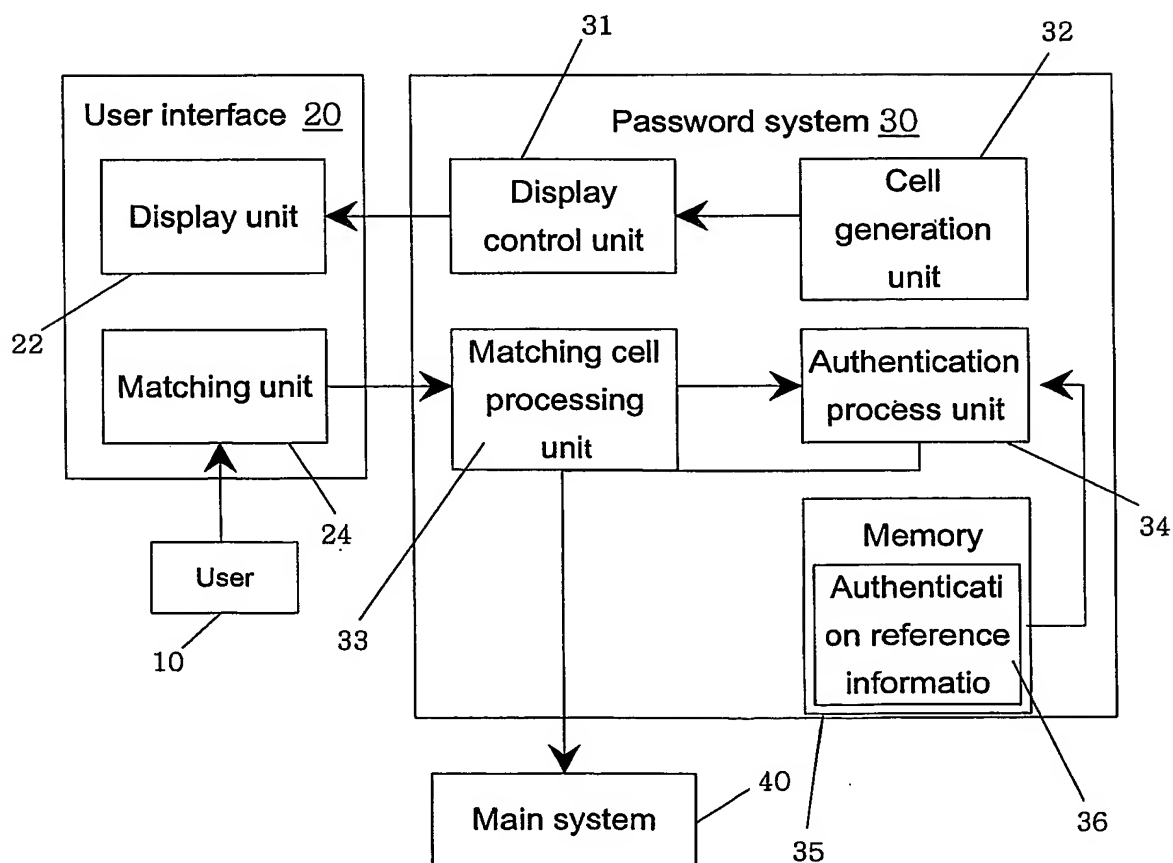 31
32
User interface 20
Password system 30
Display unit
Display
control unit
Cell
generation
unit
22
Matching unit
Matching cell
processing
unit
Authentication
process unit
24
34
User
Memory
Authenticati
on reference
informatio
10
33
Main system
40
35
36